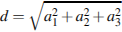 d = √(a₁² + a₂² + a₃²)